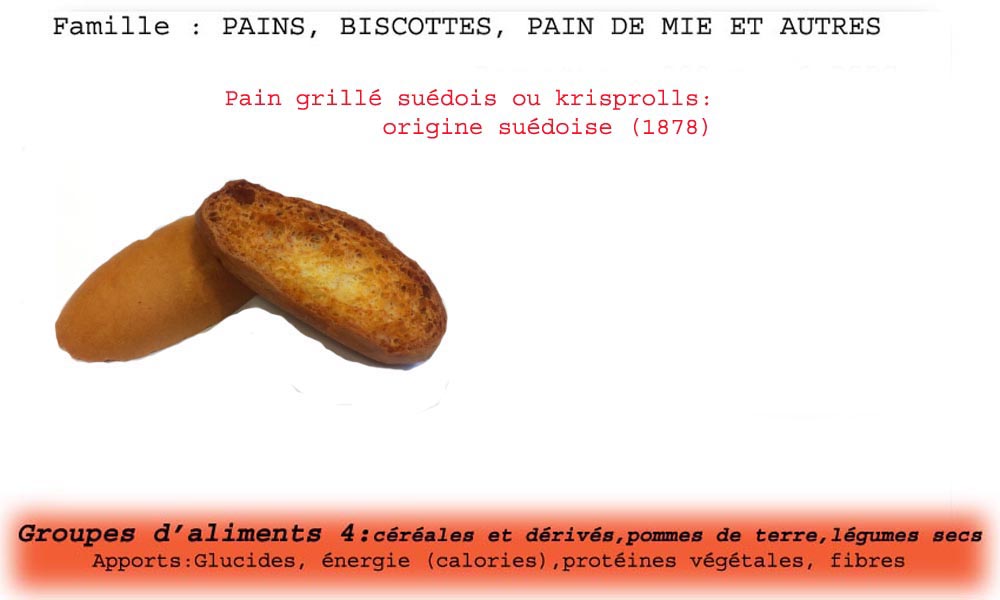 Famille : PAINS, BISCOTTES, PAIN DE MIE ET AUTRES
Pain grillé suédois ou krisprolls:
origine suédoise (1878)
Groupes d’aliments 4:céréales et dérivés,pommes de terre,légumes secs
Apports:Glucides, énergie (calories),protéines végétales, fibres